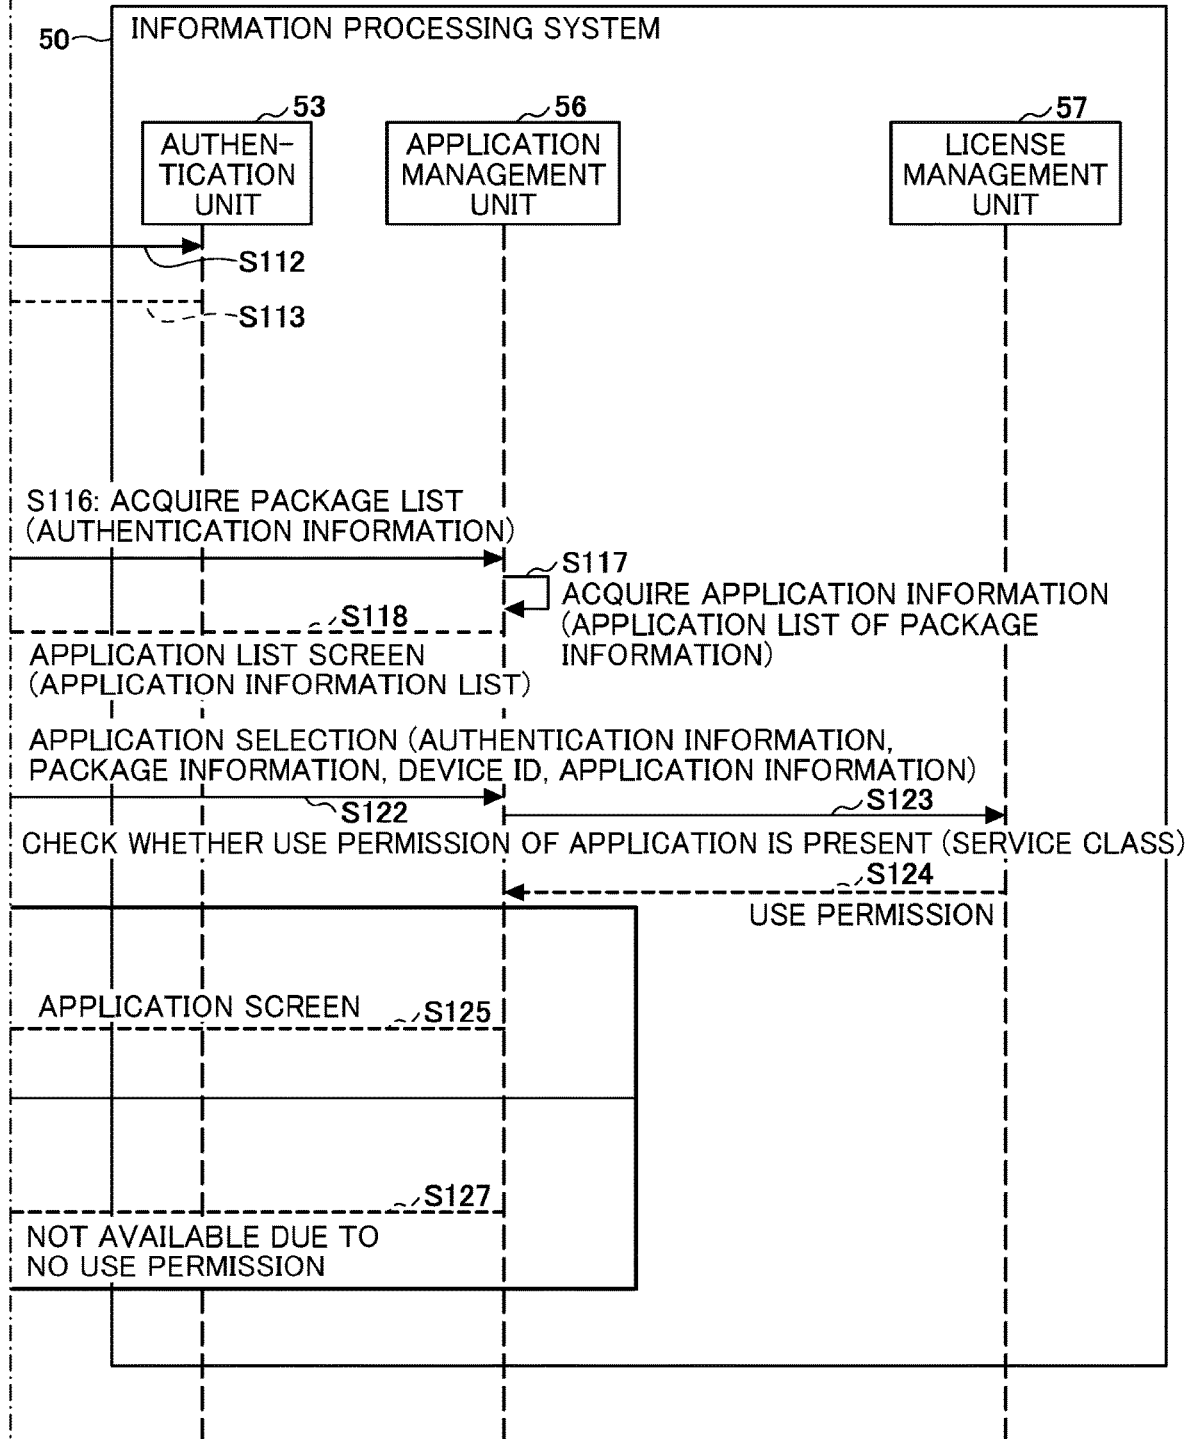 50
INFORMATION PROCESSING SYSTEM
53
AUTHEN-
TICATION
UNIT
56
APPLICATION
MANAGEMENT
UNIT
57
LICENSE
MANAGEMENT
UNIT
S112
S113
S116: ACQUIRE PACKAGE LIST
(AUTHENTICATION INFORMATION)
S117
ACQUIRE APPLICATION INFORMATION
(APPLICATION LIST OF PACKAGE
INFORMATION)
S118
APPLICATION LIST SCREEN
(APPLICATION INFORMATION LIST)
APPLICATION SELECTION (AUTHENTICATION INFORMATION,
PACKAGE INFORMATION, DEVICE ID, APPLICATION INFORMATION)
S122
S123
CHECK WHETHER USE PERMISSION OF APPLICATION IS PRESENT (SERVICE CLASS)
S124
USE PERMISSION
APPLICATION SCREEN
S125
S127
NOT AVAILABLE DUE TO
NO USE PERMISSION